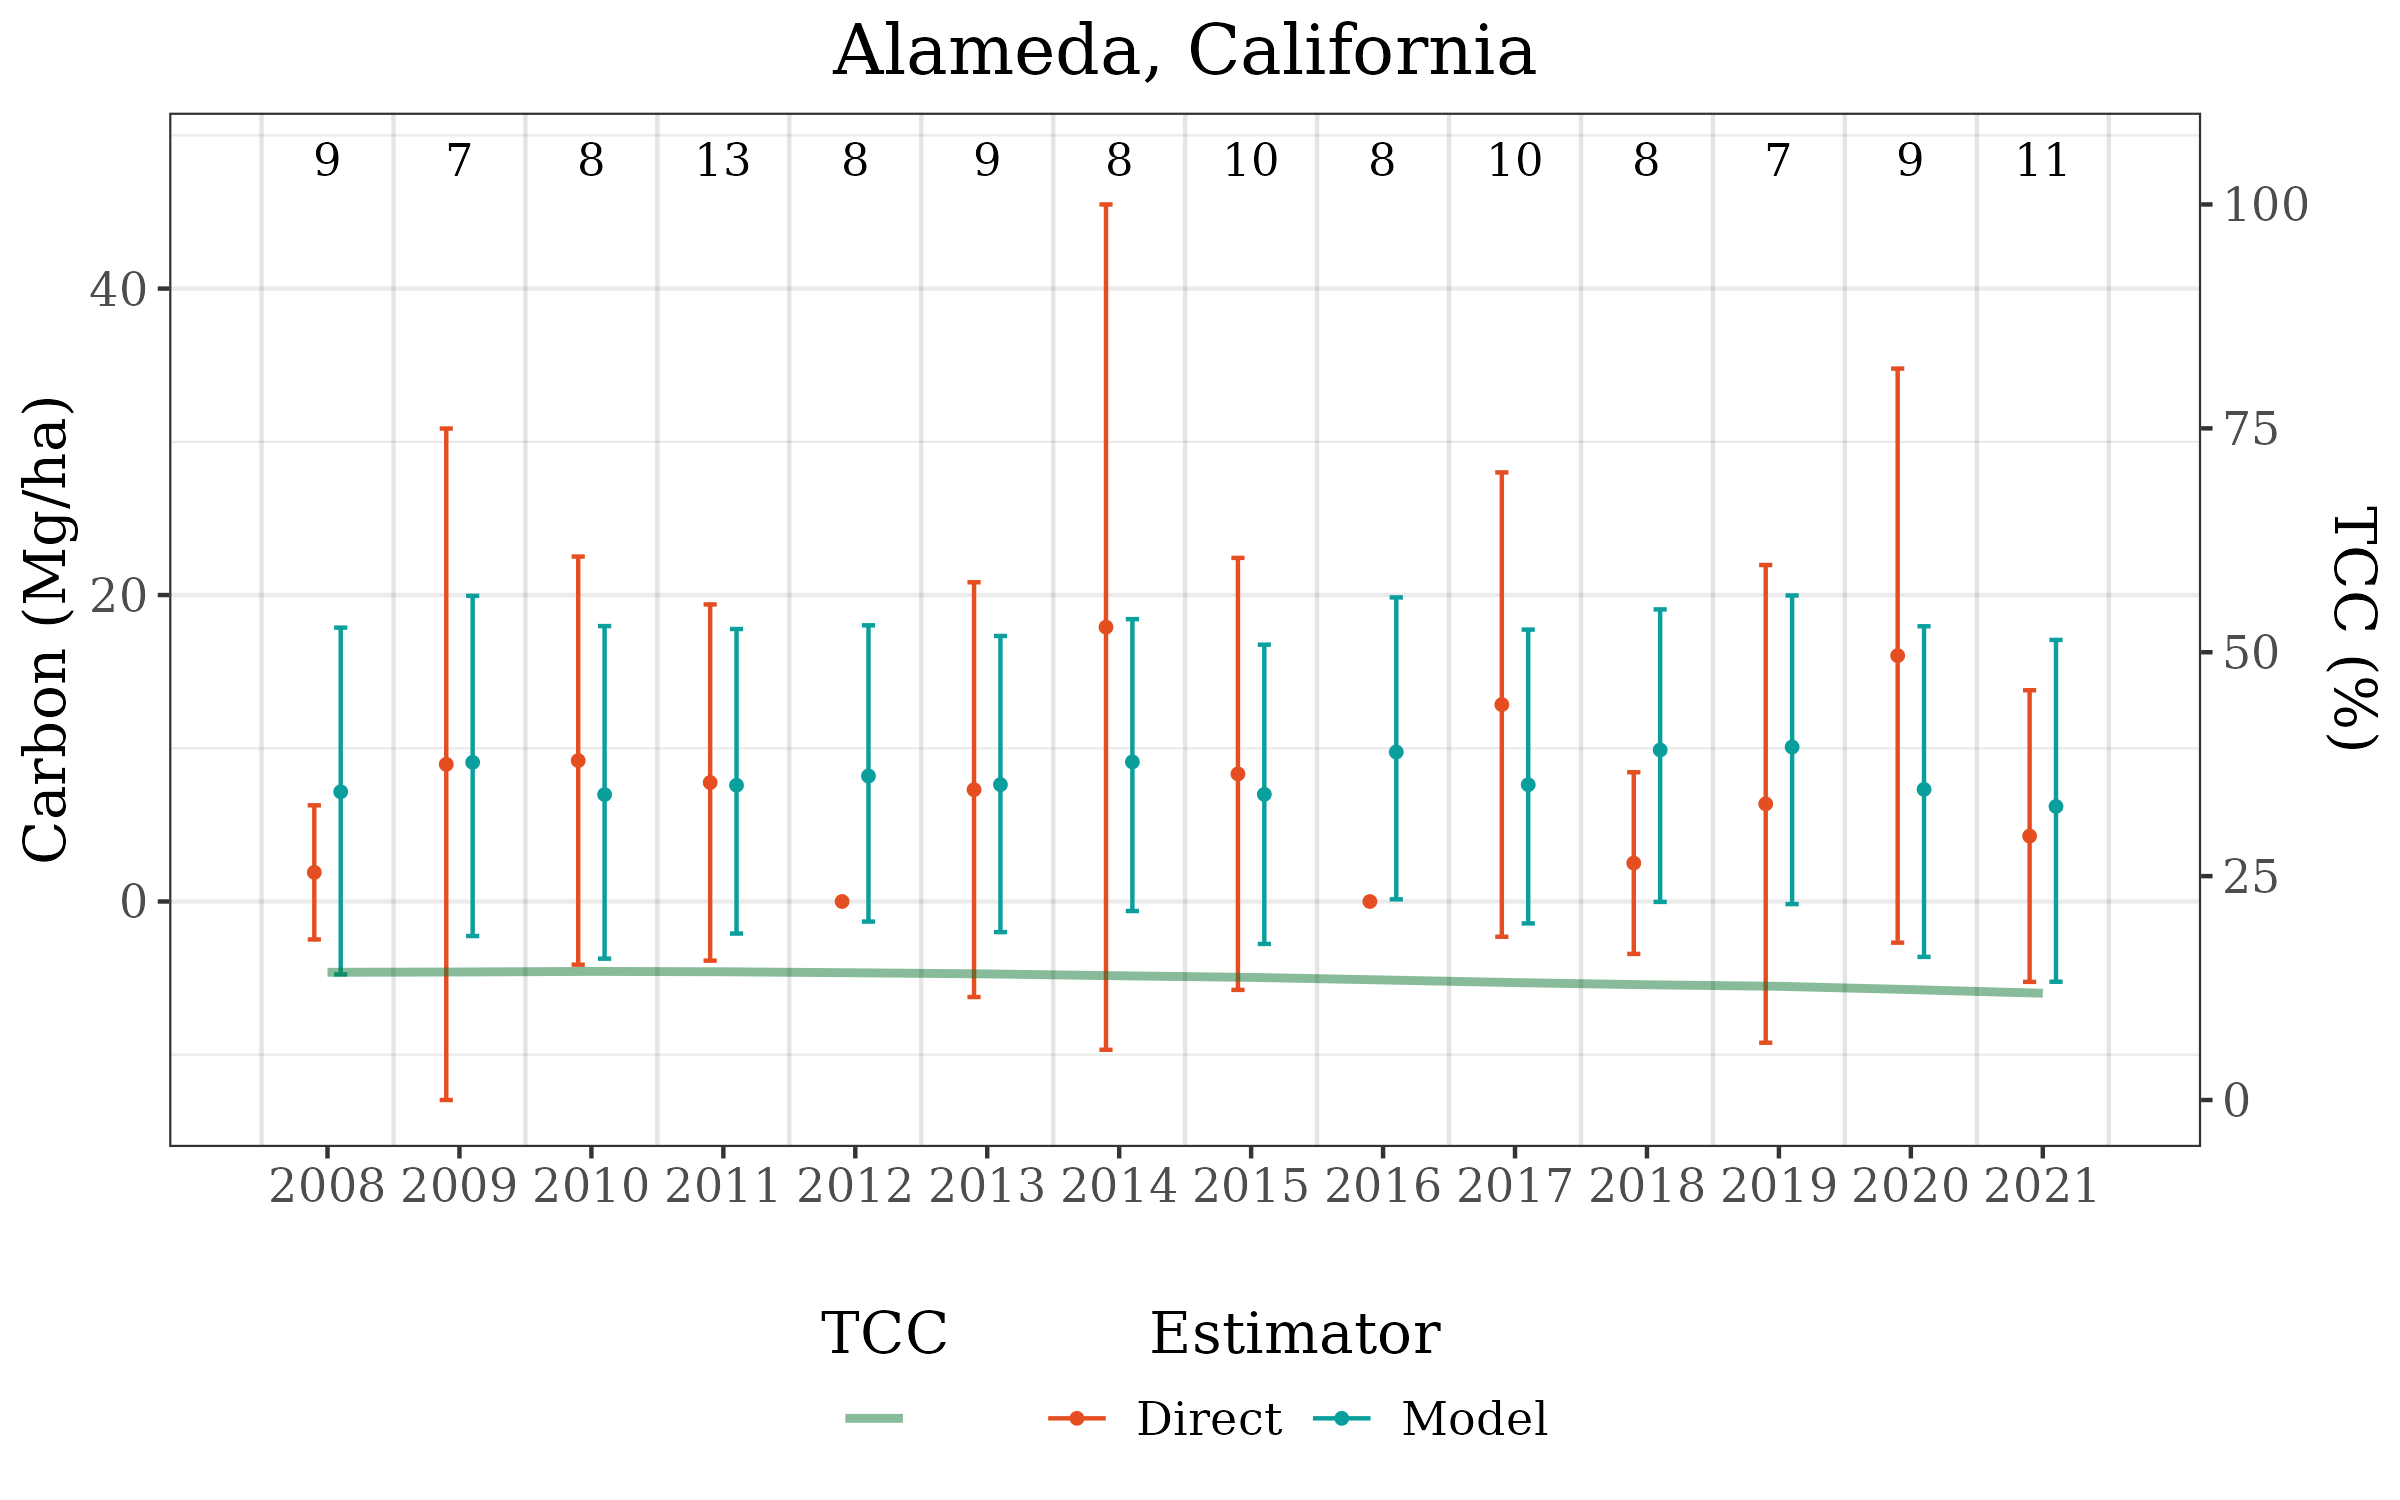 Alameda, California
9 7 8 13 8 9 8 10 8 10 8 7 9 11
Carbon (Mg/ha)
40
20
0
TCC (%)
100
75
50
25
0
2008 2009 2010 2011 2012 2013 2014 2015 2016 2017 2018 2019 2020 2021
TCC Estimator
Direct Model